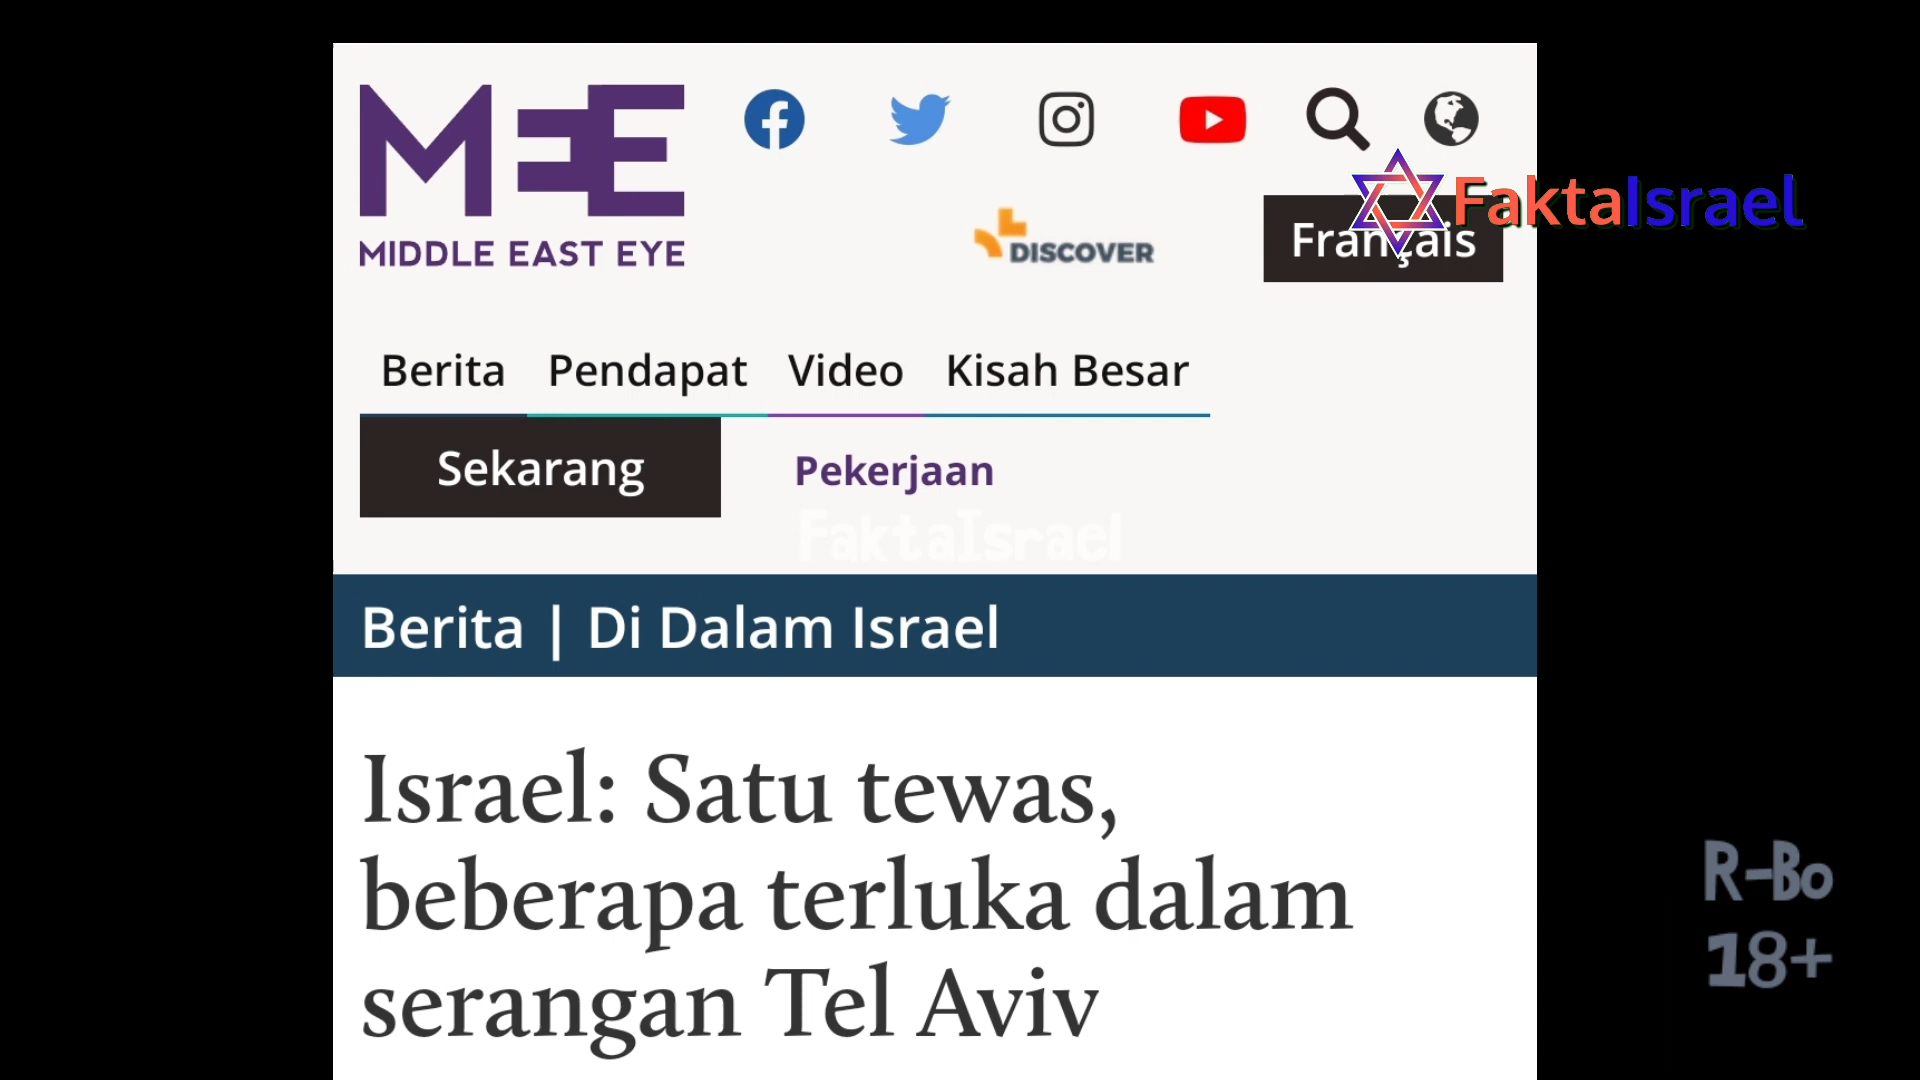 MEE
MIDDLE EAST EYE
DISCOVER
Français
FaktaIsrael
Berita Pendapat Video Kisah Besar
Sekarang Pekerjaan
FaktaIsrael
Berita | Di Dalam Israel
Israel: Satu tewas,
beberapa terluka dalam
serangan Tel Aviv
R-Bo
18+